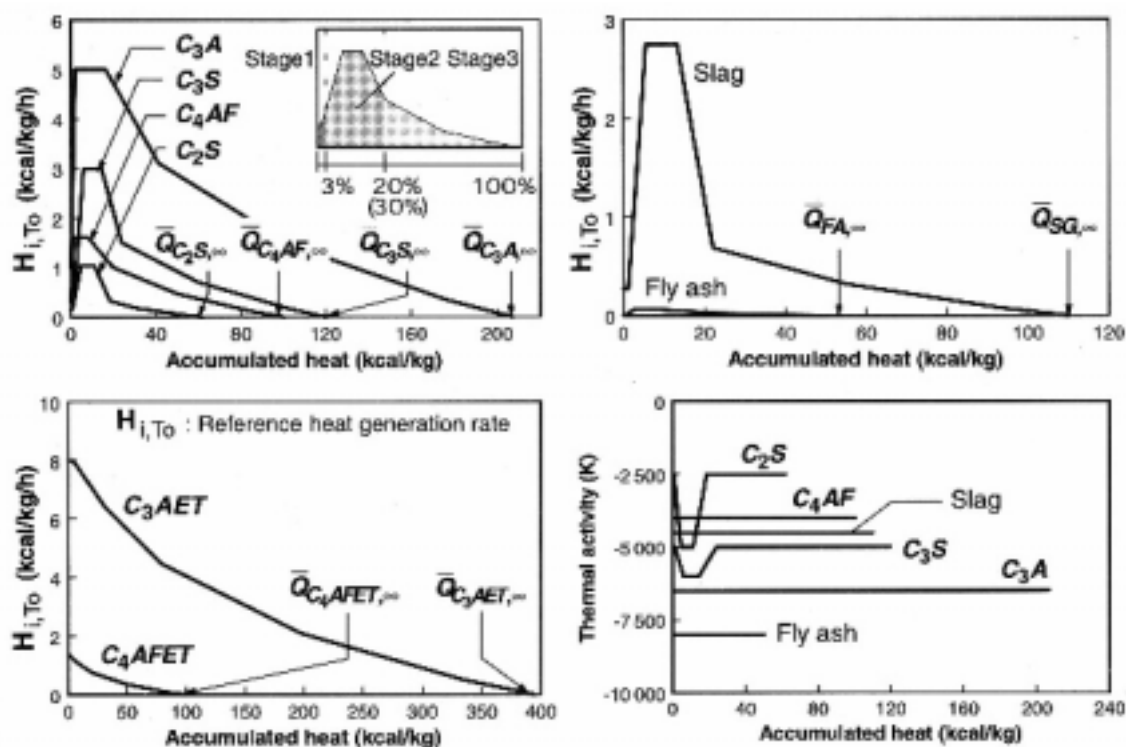 H i,To (kcal/kg/h)
6
5
4
3
2
1
0
C3A
C3S
C4AF
C2S
Stage1
Stage2 Stage3
3%
20%
100%
(30%)
Q̅C2S,∞
Q̅C4AF,∞
Q̅C3S,∞
Q̅C3A,∞
0 40 80 120 160 200
Accumulated heat (kcal/kg)
H i,To (kcal/kg/h)
3
2
1
0
Slag
Q̅FA,∞
Q̅SG,∞
Fly ash
0 20 40 60 80 100 120
Accumulated heat (kcal/kg)
H i,To (kcal/kg/h)
10
8
6
4
2
0
H i,To : Reference heat generation rate
C3AET
Q̅C4AFET,∞
Q̅C3AET,∞
C4AFET
0 50 100 150 200 250 300 350 400
Accumulated heat (kcal/kg)
Thermal activity (K)
0
-2 500
-5 000
-7 500
-10 000
C2S
C4AF
Slag
C3S
C3A
Fly ash
0 40 80 120 160 200 240
Accumulated heat (kcal/kg)